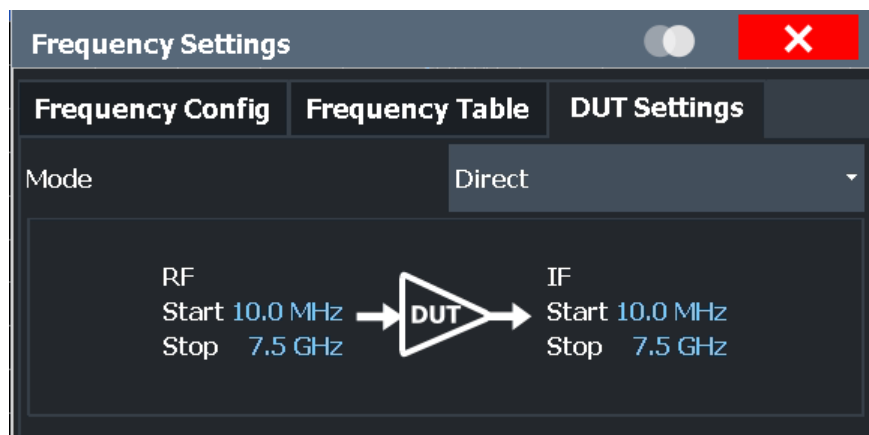 Frequency Settings
Frequency Config Frequency Table DUT Settings
Mode Direct
RF IF
Start 10.0 MHz DUT Start 10.0 MHz
Stop 7.5 GHz Stop 7.5 GHz